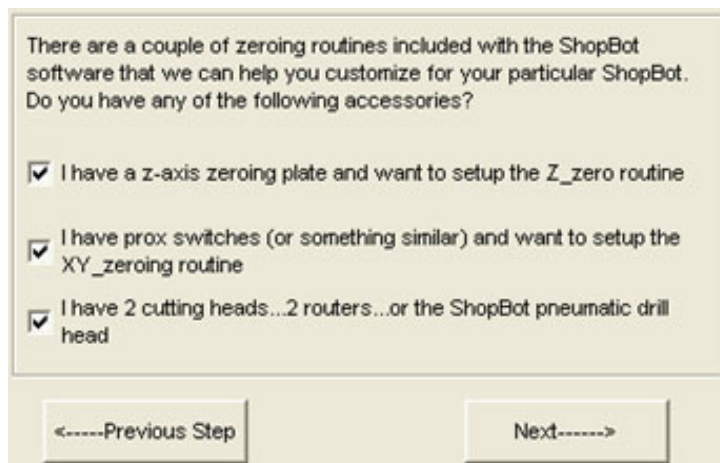 There are a couple of zeroing routines included with the ShopBot
software that we can help you customize for your particular ShopBot.
Do you have any of the following accessories?
I have a z-axis zeroing plate and want to setup the Z_zero routine
I have prox switches (or something similar) and want to setup the
XY_zeroing routine
I have 2 cutting heads...2 routers...or the ShopBot pneumatic drill
head
<-----Previous Step
Next------>